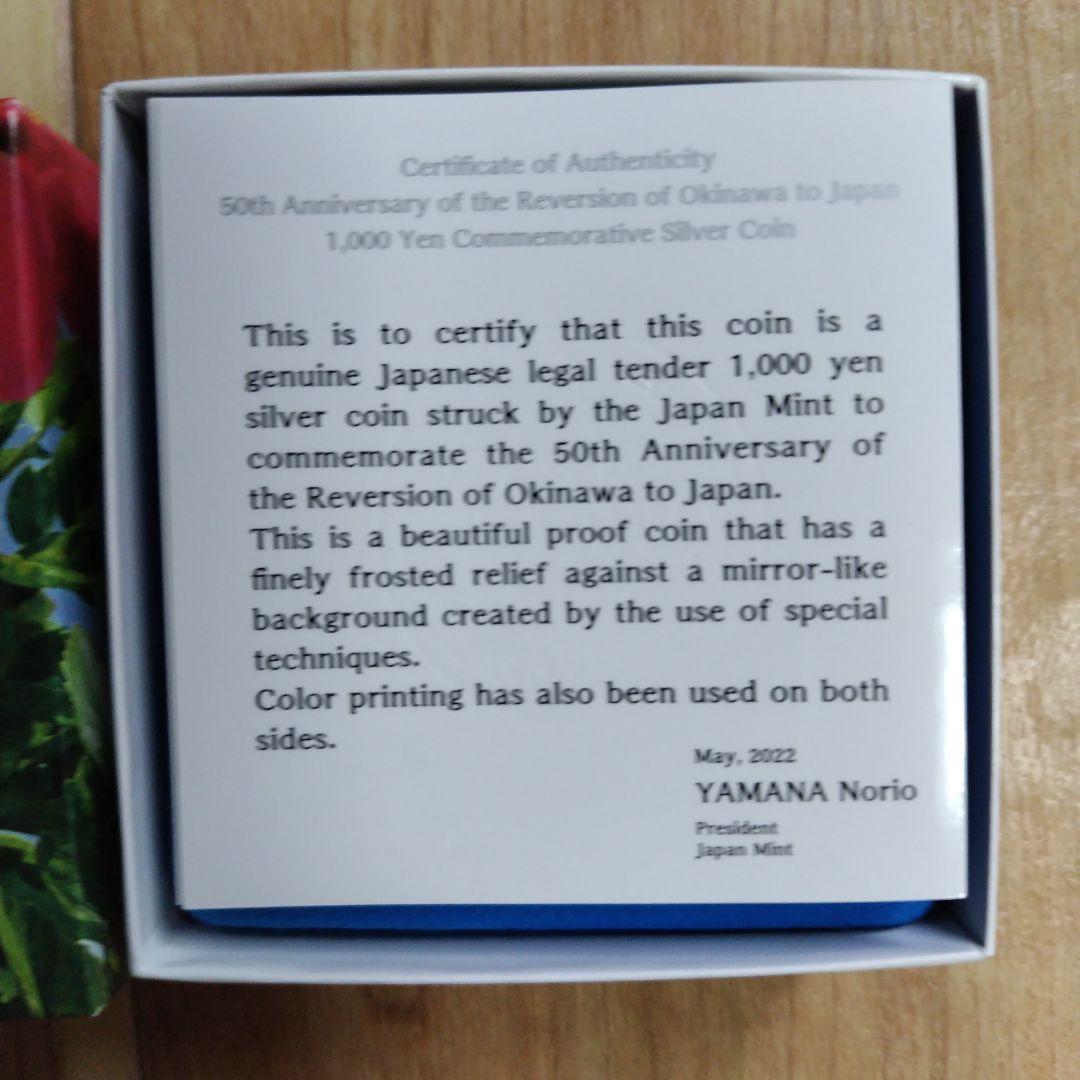 Certificate of Authenticity
50th Anniversary of the Reversion of Okinawa to Japan
1,000 Yen Commemorative Silver Coin
This is to certify that this coin is a
genuine Japanese legal tender 1,000 yen
silver coin struck by the Japan Mint to
commemorate the 50th Anniversary of
the Reversion of Okinawa to Japan.
This is a beautiful proof coin that has a
finely frosted relief against a mirror-like
background created by the use of special
techniques.
Color printing has also been used on both
sides.
May, 2022
YAMANA Norio
President
Japan Mint